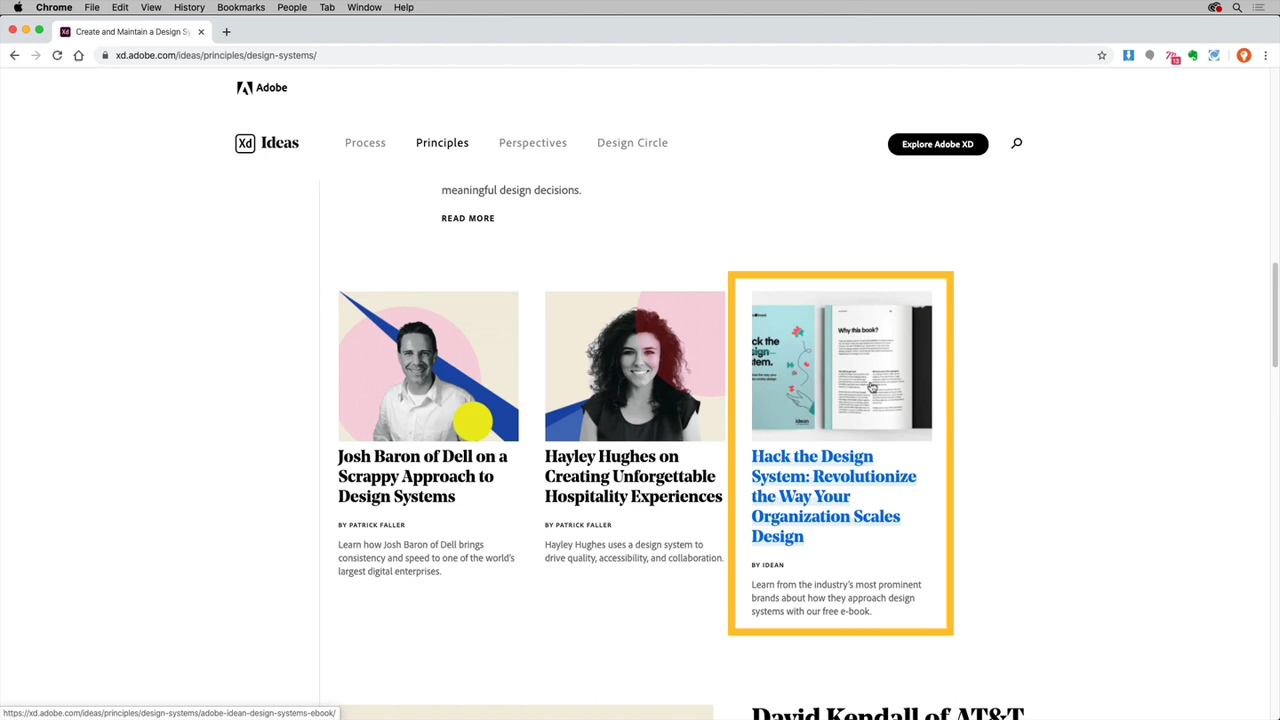 Chrome File Edit View History Bookmarks People Tab Window Help
Create and Maintain a Design Sy
xd.adobe.com/ideas/principles/design-systems/
13
Adobe
Xd Ideas Process Principles Perspectives Design Circle Explore Adobe XD
meaningful design decisions.
READ MORE
Why this book?
ck the
ign
tem.
idean
Josh Baron of Dell on a
Scrappy Approach to
Design Systems
BY PATRICK FALLER
Learn how Josh Baron of Dell brings
consistency and speed to one of the world's
largest digital enterprises.
Hayley Hughes on
Creating Unforgettable
Hospitality Experiences
BY PATRICK FALLER
Hayley Hughes uses a design system to
drive quality, accessibility, and collaboration.
Hack the Design
System: Revolutionize
the Way Your
Organization Scales
Design
BY IDEAN
Learn from the industry's most prominent
brands about how they approach design
systems with our free e-book.
David Kendall of AT&T
https://xd.adobe.com/ideas/principles/design-systems/adobe-idean-design-systems-ebook/